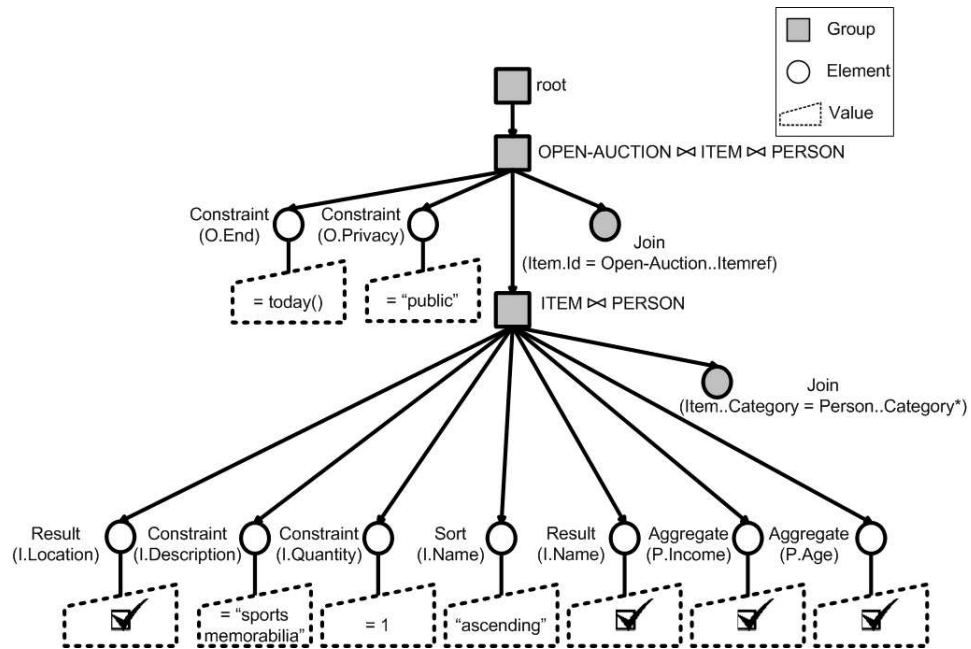 Group
Element
Value
root
OPEN-AUCTION ⋈ ITEM ⋈ PERSON
Constraint
(O.End)
Constraint
(O.Privacy)
Join
(Item.Id = Open-Auction..Itemref)
= today()
= “public”
ITEM ⋈ PERSON
Join
(Item..Category = Person..Category*)
Result
(I.Location)
Constraint
(I.Description)
Constraint
(I.Quantity)
Sort
(I.Name)
Result
(I.Name)
Aggregate
(P.Income)
Aggregate
(P.Age)
= “sports
memorabilia”
= 1
“ascending”